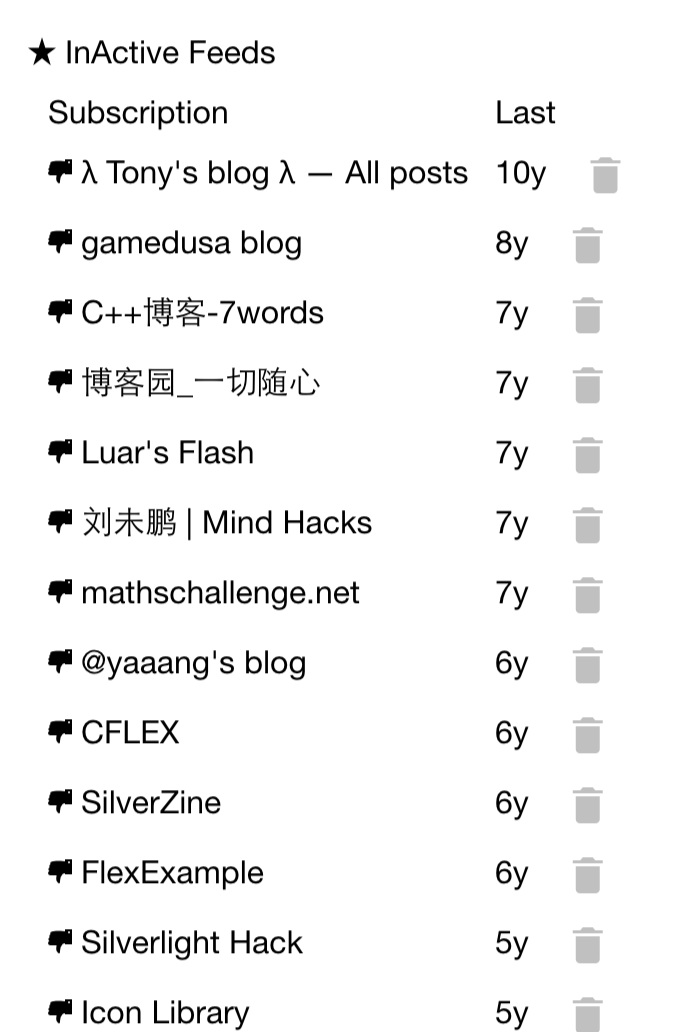 ★ InActive Feeds
Subscription Last
λ Tony's blog λ — All posts 10y
gamedusa blog 8y
C++博客-7words 7y
博客园_一切随心 7y
Luar's Flash 7y
刘未鹏 | Mind Hacks 7y
mathschallenge.net 7y
@yaaang's blog 6y
CFLEX 6y
SilverZine 6y
FlexExample 6y
Silverlight Hack 5y
Icon Library 5y